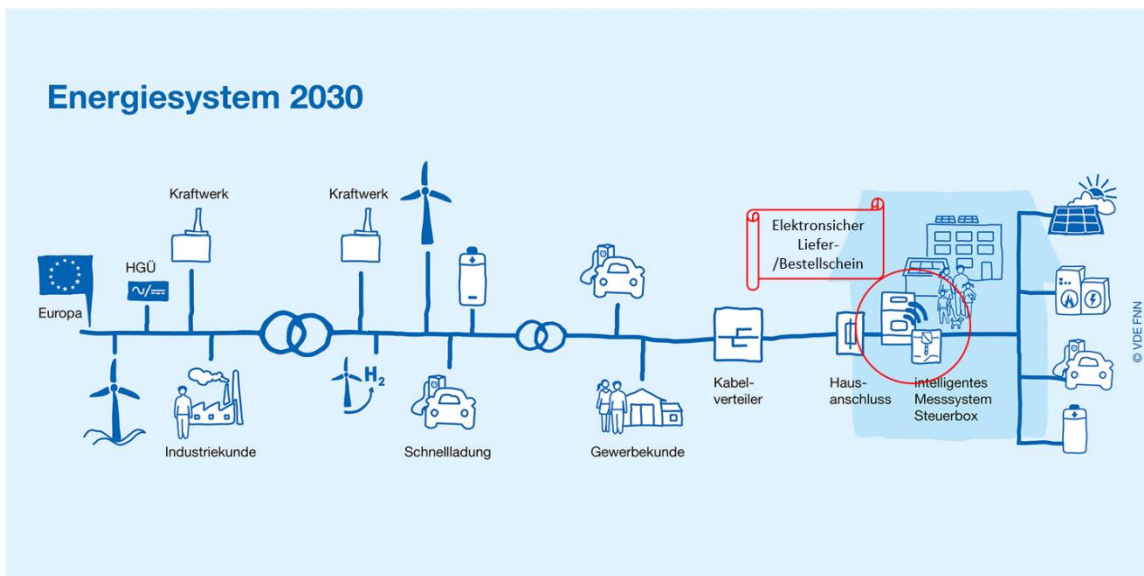 Energiesystem 2030
Kraftwerk
Kraftwerk
HGÜ
Europa
H2
Industriekunde
Schnellladung
Gewerbekunde
Kabel-
verteiler
Elektronsicher
Liefer-
/Bestellschein
Haus-
anschluss
intelligentes
Messsystem
Steuerbox
© VDE FNN